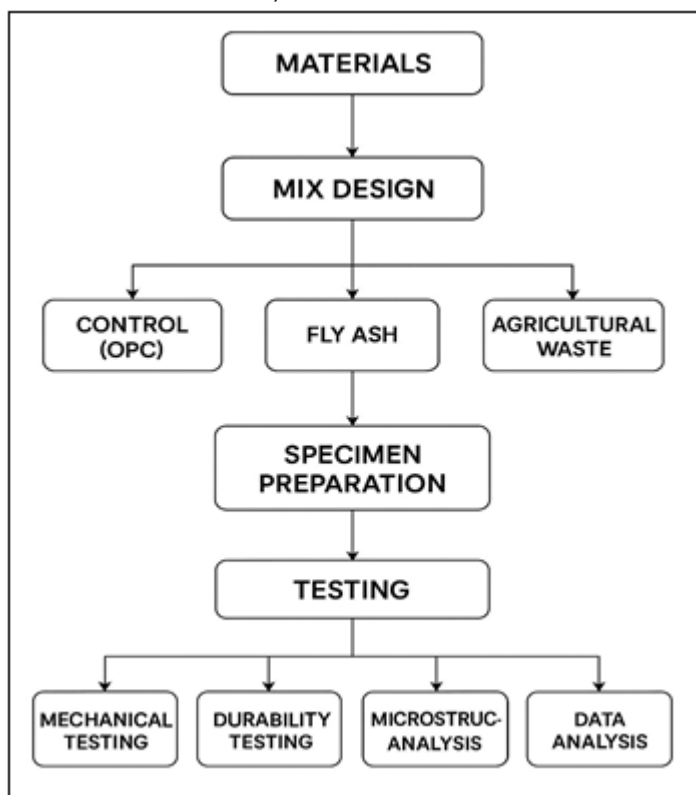 MATERIALS
MIX DESIGN
CONTROL
(OPC)
FLY ASH
AGRICULTURAL
WASTE
SPECIMEN
PREPARATION
TESTING
MECHANICAL
TESTING
DURABILITY
TESTING
MICROSTRUC-
ANALYSIS
DATA
ANALYSIS